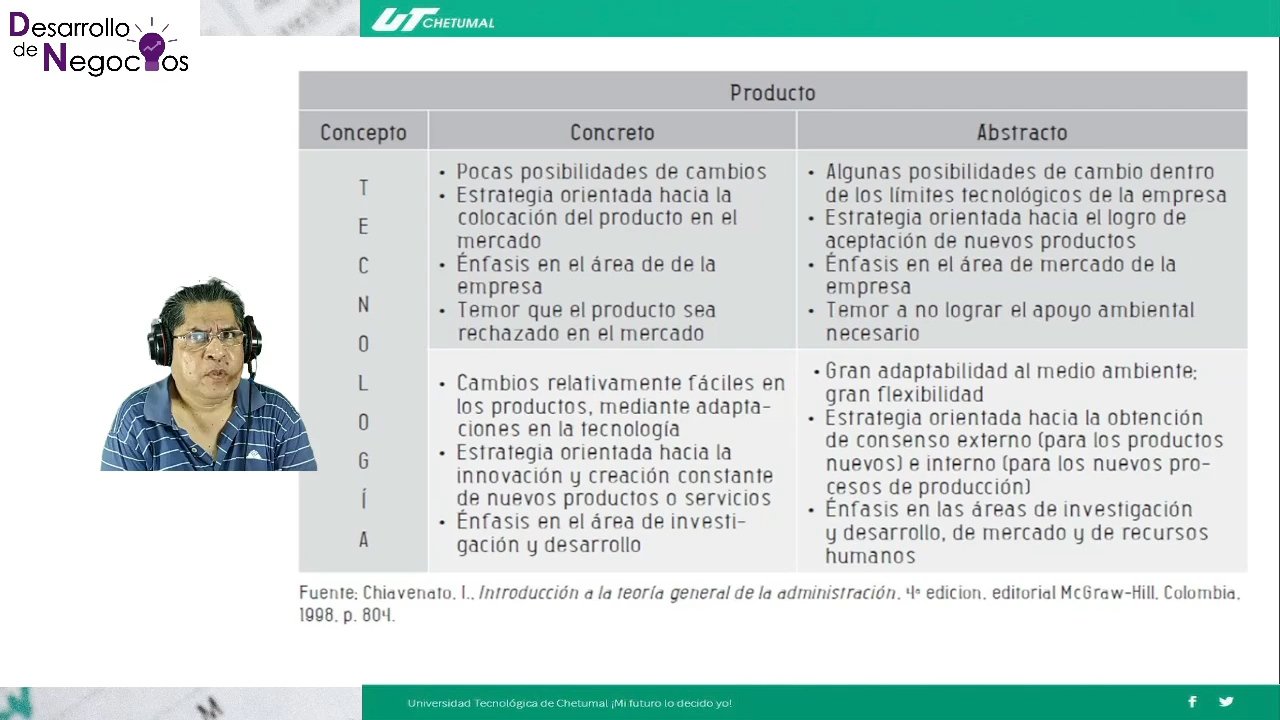 Desarrollo
de
Negocios
UT CHETUMAL
Producto
Concepto
Concreto
Abstracto
T
E
C
N
O
L
O
G
Í
A
• Pocas posibilidades de cambios
• Estrategia orientada hacia la
colocación del producto en el
mercado
• Énfasis en el área de de la
empresa
• Temor que el producto sea
rechazado en el mercado
• Algunas posibilidades de cambio dentro
de los límites tecnológicos de la empresa
• Estrategia orientada hacia el logro de
aceptación de nuevos productos
• Énfasis en el área de mercado de la
empresa
• Temor a no lograr el apoyo ambiental
necesario
• Cambios relativamente fáciles en
los productos, mediante adapta-
ciones en la tecnología
• Estrategia orientada hacia la
innovación y creación constante
de nuevos productos o servicios
• Énfasis en el área de investi-
gación y desarrollo
• Gran adaptabilidad al medio ambiente;
gran flexibilidad
• Estrategia orientada hacia la obtención
de consenso externo (para los productos
nuevos) e interno (para los nuevos pro-
cesos de producción)
• Énfasis en las áreas de investigación
y desarrollo, de mercado y de recursos
humanos
Fuente; Chiavenato, I., Introducción a la teoría general de la administración, 4ª edicion, editorial McGraw-Hill, Colombia,
1998, p. 804.
Universidad Tecnológica de Chetumal ¡Mi futuro lo decido yo!